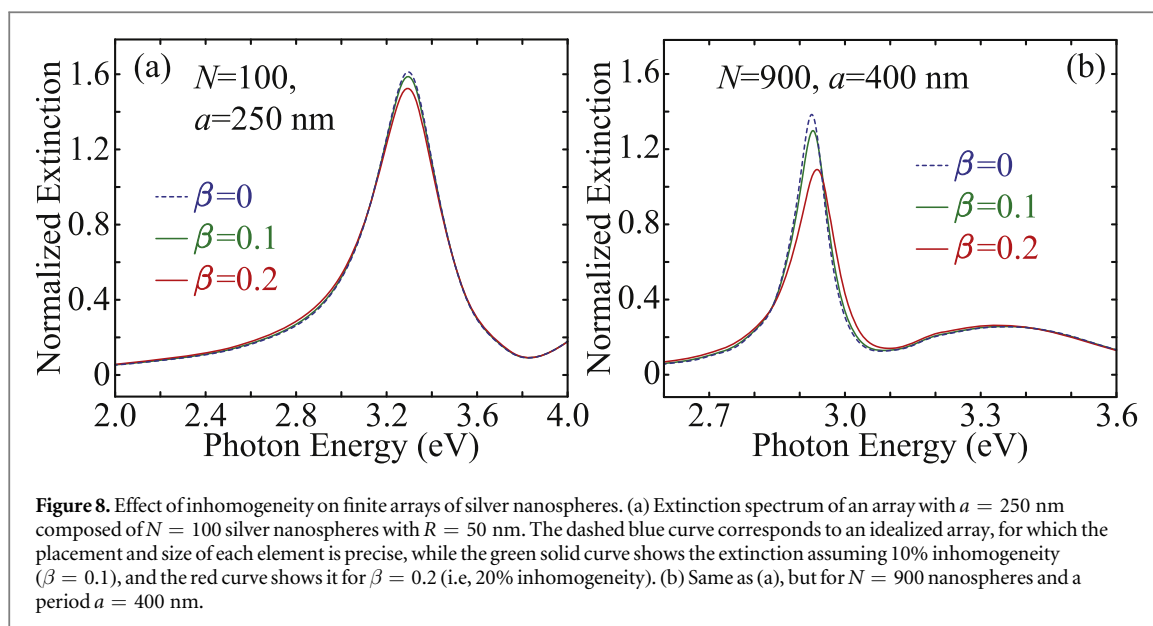 (a)
N=100,
a=250 nm
β=0
β=0.1
β=0.2
Normalized Extinction
1.6
1.2
0.8
0.4
0
2.0 2.4 2.8 3.2 3.6 4.0
Photon Energy (eV)
(b)
N=900, a=400 nm
β=0
β=0.1
β=0.2
Normalized Extinction
1.6
1.2
0.8
0.4
0
2.7 3.0 3.3 3.6
Photon Energy (eV)
Figure 8. Effect of inhomogeneity on finite arrays of silver nanospheres. (a) Extinction spectrum of an array with a = 250 nm
composed of N = 100 silver nanospheres with R = 50 nm. The dashed blue curve corresponds to an idealized array, for which the
placement and size of each element is precise, while the green solid curve shows the extinction assuming 10% inhomogeneity
(β = 0.1), and the red curve shows it for β = 0.2 (i.e, 20% inhomogeneity). (b) Same as (a), but for N = 900 nanospheres and a
period a = 400 nm.